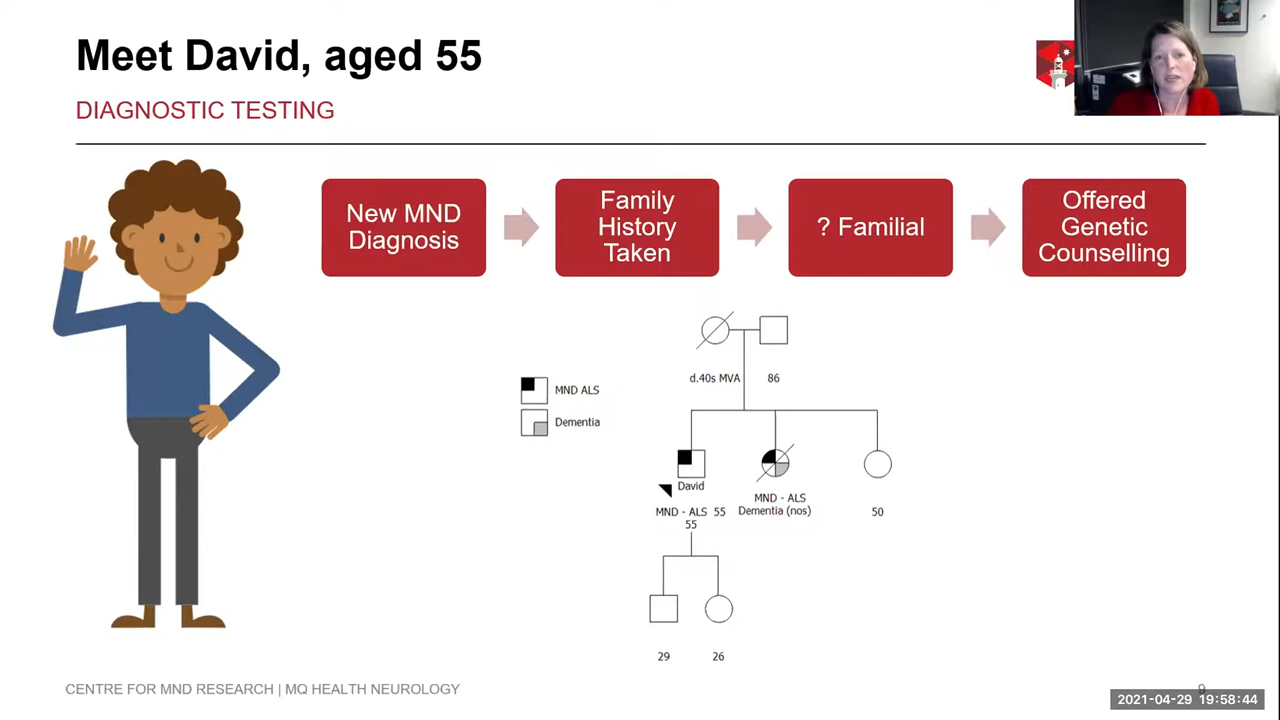 Meet David, aged 55
DIAGNOSTIC TESTING
New MND
Diagnosis
Family
History
Taken
? Familial
Offered
Genetic
Counselling
d.40s MVA
86
MND ALS
Dementia
David
MND - ALS 55
55
MND - ALS
Dementia (nos)
50
29
26
CENTRE FOR MND RESEARCH | MQ HEALTH NEUROLOGY
9
2021-04-29 19:58:44